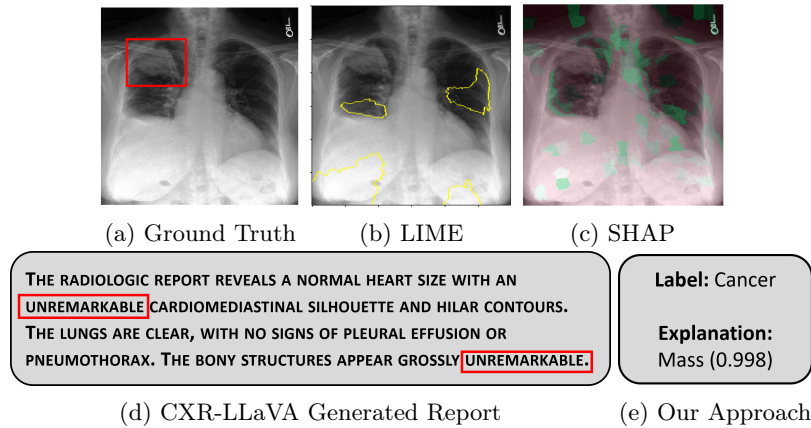 (a) Ground Truth
(b) LIME
(c) SHAP
THE RADIOLOGIC REPORT REVEALS A NORMAL HEART SIZE WITH AN
UNREMARKABLE CARDIOMEDIASTINAL SILHOUETTE AND HILAR CONTOURS.
THE LUNGS ARE CLEAR, WITH NO SIGNS OF PLEURAL EFFUSION OR
PNEUMOTHORAX. THE BONY STRUCTURES APPEAR GROSSLY UNREMARKABLE.
Label: Cancer
Explanation:
Mass (0.998)
(d) CXR-LLaVA Generated Report
(e) Our Approach